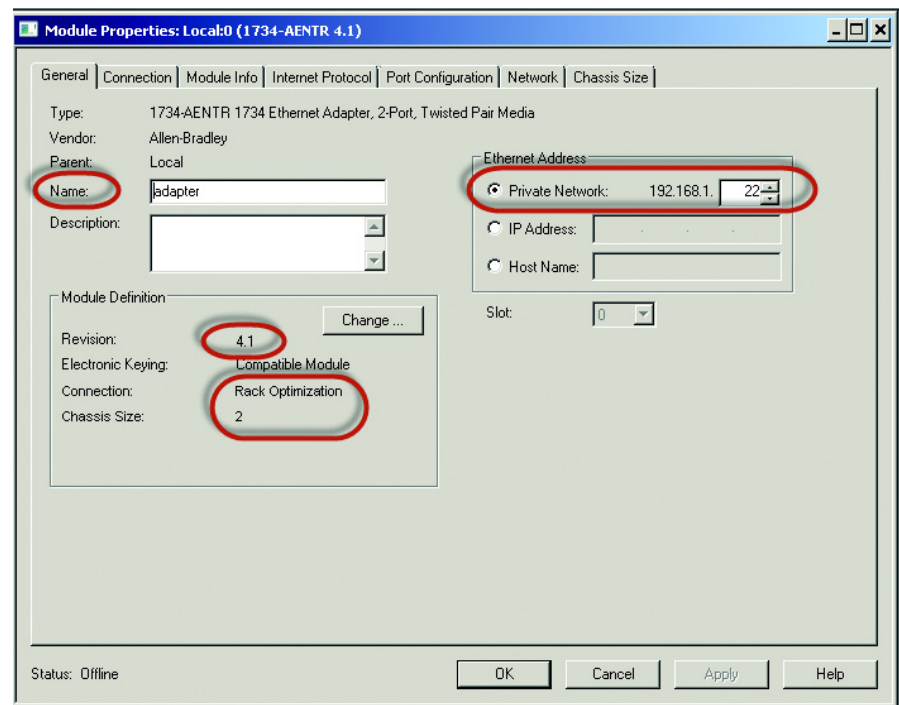 Module Properties: Local:0 (1734-AENTR 4.1)
General Connection Module Info Internet Protocol Port Configuration Network Chassis Size
Type: 1734-AENTR 1734 Ethernet Adapter, 2-Port, Twisted Pair Media
Vendor: Allen-Bradley
Parent: Local
Name: adapter
Description:
Ethernet Address
Private Network: 192.168.1. 22
IP Address: . . .
Host Name:
Slot: 0
Module Definition
Change ...
Revision: 4.1
Electronic Keying: Compatible Module
Connection: Rack Optimization
Chassis Size: 2
Status: Offline
OK Cancel Apply Help